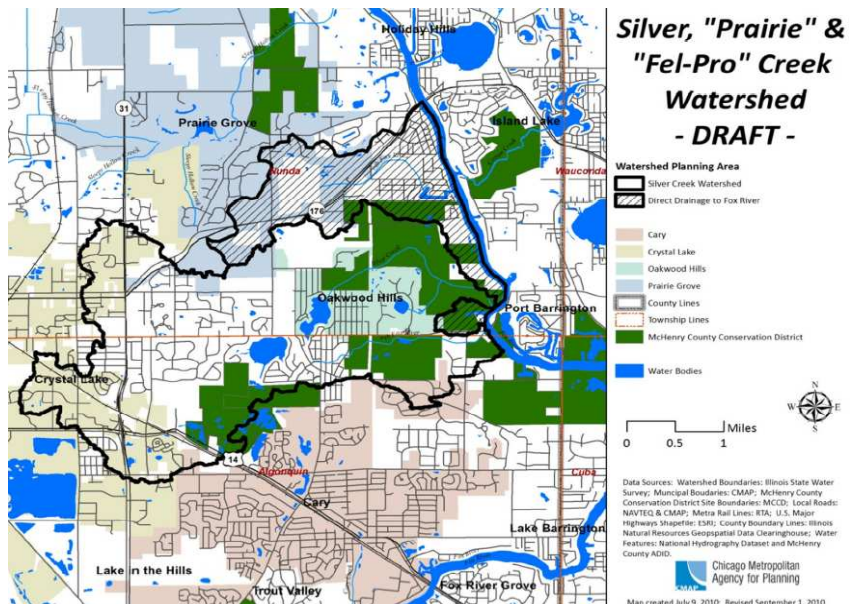 Silver, "Prairie" &
"Fel-Pro" Creek
Watershed
- DRAFT -
Watershed Planning Area
Silver Creek Watershed
Direct Drainage to Fox River
Cary
Crystal Lake
Oakwood Hills
Prairie Grove
County Lines
Township Lines
McHenry County Conservation District
Water Bodies
N
W
E
S
Miles
0
0.5
1
Data Sources: Watershed Boundaries: Illinois State Water
Survey; Muncipal Boudaries: CMAP; McHenry County
Conservation District Site Boundaries: MCCD; Local Roads:
NAVTEQ & CMAP; Metra Rail Lines: RTA; U.S. Major
Highways Shapefile: ESRI; County Boundary Lines: Illinois
Natural Resources Geopspatial Data Clearinghouse; Water
Features: National Hydrography Dataset and McHenry
County ADID.
CMAP
Chicago Metropolitan
Agency for Planning
Map created July 9, 2010; Revised September 1, 2010
Holiday Hills
31
Prairie Grove
Island Lake
Nunda
Wauconda
176
Oakwood Hills
Port Barrington
Crystal Lake
14
Algonquin
Cuba
Cary
Lake Barrington
Lake in the Hills
Trout Valley
Fox River Grove
Sleepy Hollow Creek